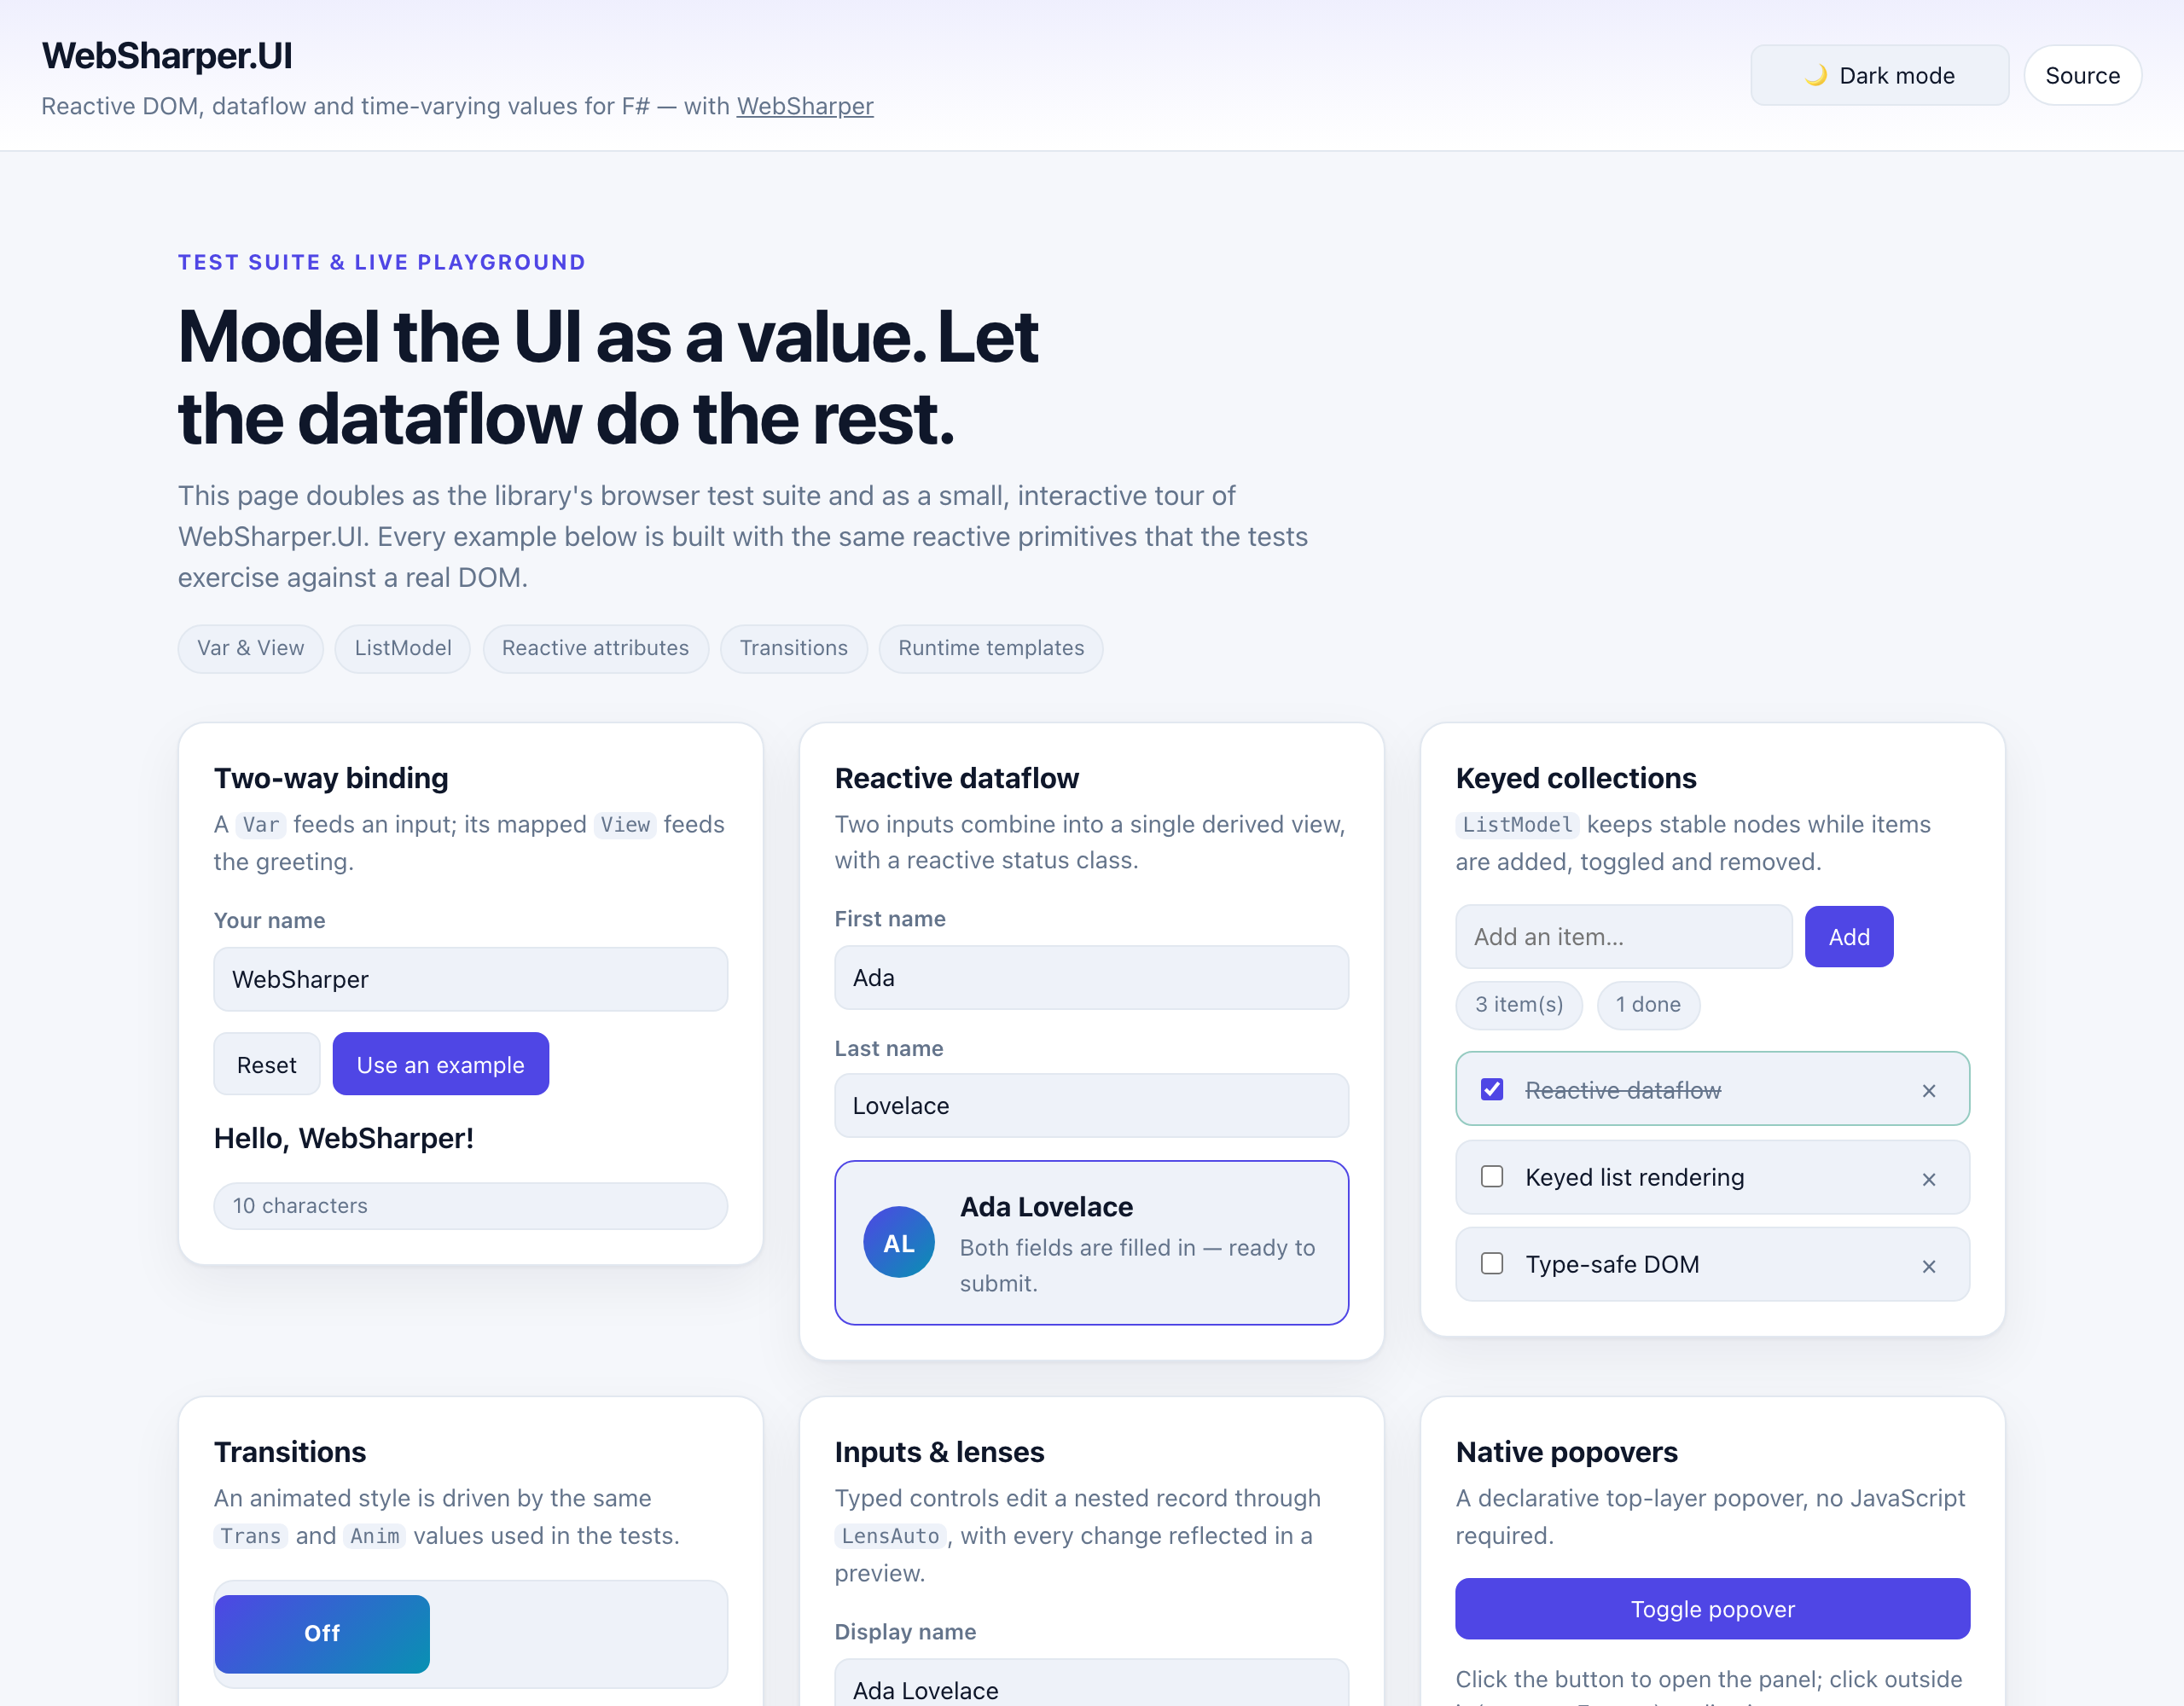 WebSharper.UI
Reactive DOM, dataflow and time-varying values for F# — with WebSharper
🌙 Dark mode
Source
TEST SUITE & LIVE PLAYGROUND
Model the UI as a value. Let
the dataflow do the rest.
This page doubles as the library's browser test suite and as a small, interactive tour of
WebSharper.UI. Every example below is built with the same reactive primitives that the tests
exercise against a real DOM.
Var & View
ListModel
Reactive attributes
Transitions
Runtime templates
Two-way binding
A Var feeds an input; its mapped View feeds
the greeting.
Your name
WebSharper
Reset
Use an example
Hello, WebSharper!
10 characters
Reactive dataflow
Two inputs combine into a single derived view,
with a reactive status class.
First name
Ada
Last name
Lovelace
AL
Ada Lovelace
Both fields are filled in — ready to
submit.
Keyed collections
ListModel keeps stable nodes while items
are added, toggled and removed.
Add an item...
Add
3 item(s)
1 done
Reactive dataflow ×
Keyed list rendering ×
Type-safe DOM ×
Transitions
An animated style is driven by the same
Trans and Anim values used in the tests.
Off
Inputs & lenses
Typed controls edit a nested record through
LensAuto, with every change reflected in a
preview.
Display name
Ada Lovelace
Native popovers
A declarative top-layer popover, no JavaScript
required.
Toggle popover
Click the button to open the panel; click outside